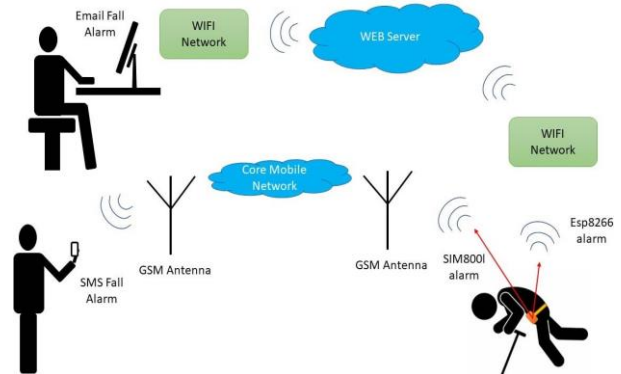 Email Fall
Alarm
WIFI
Network
WEB Server
WIFI
Network
Core Mobile
Network
Esp8266
alarm
SIM800l
alarm
GSM Antenna
GSM Antenna
SMS Fall
Alarm